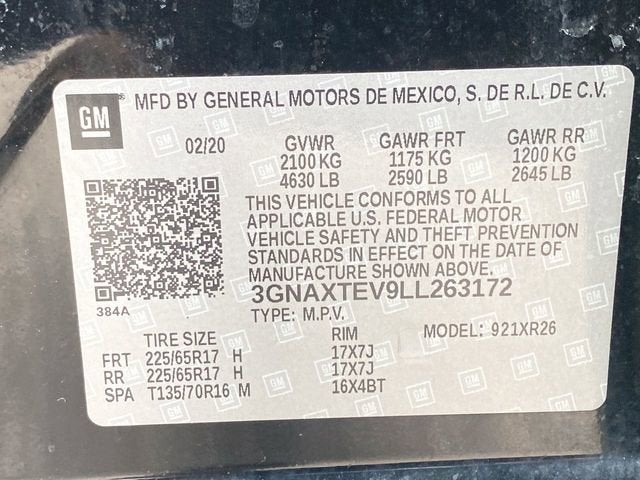 GM MFD BY GENERAL MOTORS DE MEXICO, S. DE R.L. DE C.V.
02/20 GVWR GAWR FRT GAWR RR
2100 KG 1175 KG 1200 KG
4630 LB 2590 LB 2645 LB
THIS VEHICLE CONFORMS TO ALL
APPLICABLE U.S. FEDERAL MOTOR
VEHICLE SAFETY AND THEFT PREVENTION
STANDARDS IN EFFECT ON THE DATE OF
MANUFACTURE SHOWN ABOVE.
384A 3GNAXTEV9LL263172
TYPE: M.P.V.
TIRE SIZE RIM MODEL: 921XR26
FRT 225/65R17 H 17X7J
RR 225/65R17 H 17X7J
SPA T135/70R16 M 16X4BT